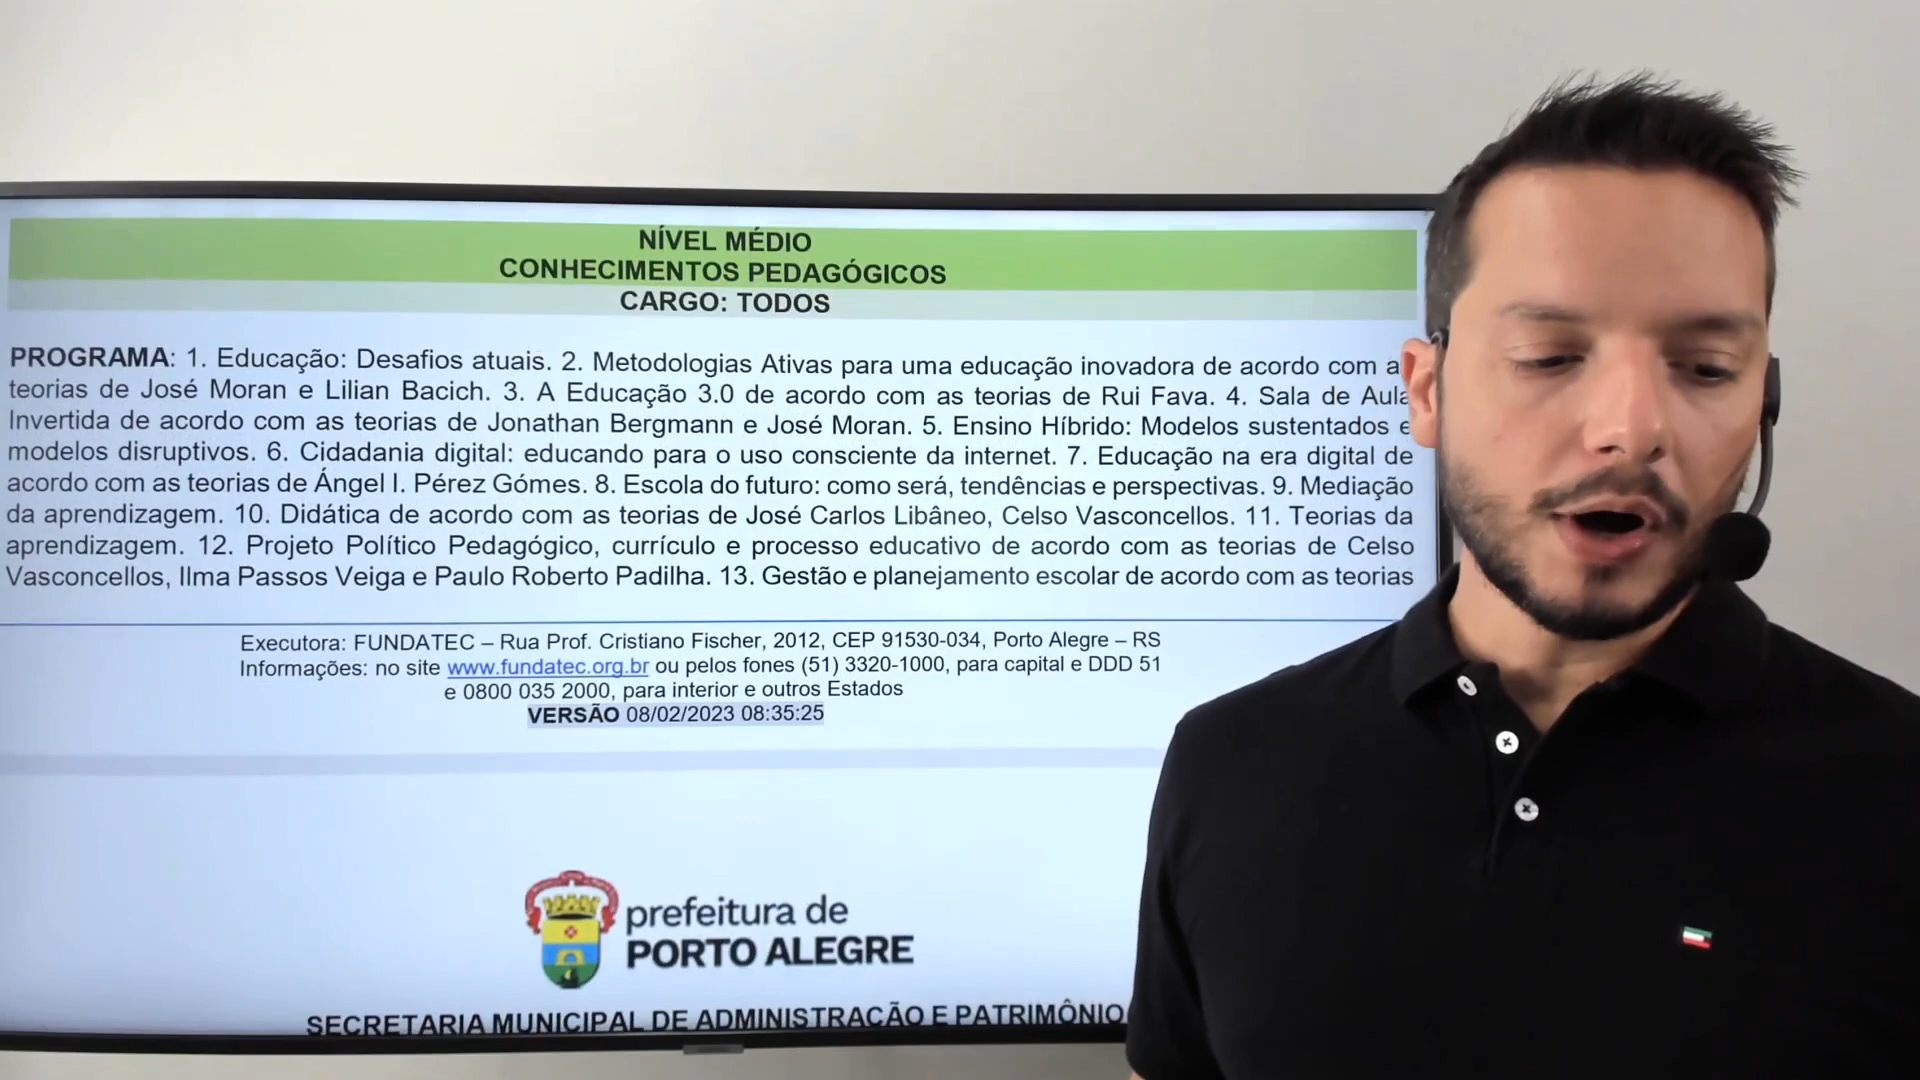 NÍVEL MÉDIO
CONHECIMENTOS PEDAGÓGICOS
CARGO: TODOS
PROGRAMA: 1. Educação: Desafios atuais. 2. Metodologias Ativas para uma educação inovadora de acordo com a
teorias de José Moran e Lilian Bacich. 3. A Educação 3.0 de acordo com as teorias de Rui Fava. 4. Sala de Aula
Invertida de acordo com as teorias de Jonathan Bergmann e José Moran. 5. Ensino Híbrido: Modelos sustentados e
modelos disruptivos. 6. Cidadania digital: educando para o uso consciente da internet. 7. Educação na era digital de
acordo com as teorias de Ángel I. Pérez Gómes. 8. Escola do futuro: como será, tendências e perspectivas. 9. Mediação
da aprendizagem. 10. Didática de acordo com as teorias de José Carlos Libâneo, Celso Vasconcellos. 11. Teorias da
aprendizagem. 12. Projeto Político Pedagógico, currículo e processo educativo de acordo com as teorias de Celso
Vasconcellos, Ilma Passos Veiga e Paulo Roberto Padilha. 13. Gestão e planejamento escolar de acordo com as teorias
Executora: FUNDATEC – Rua Prof. Cristiano Fischer, 2012, CEP 91530-034, Porto Alegre – RS
Informações: no site www.fundatec.org.br ou pelos fones (51) 3320-1000, para capital e DDD 51
e 0800 035 2000, para interior e outros Estados
VERSÃO 08/02/2023 08:35:25
prefeitura de
PORTO ALEGRE
SECRETARIA MUNICIPAL DE ADMINISTRAÇÃO E PATRIMÔNIO